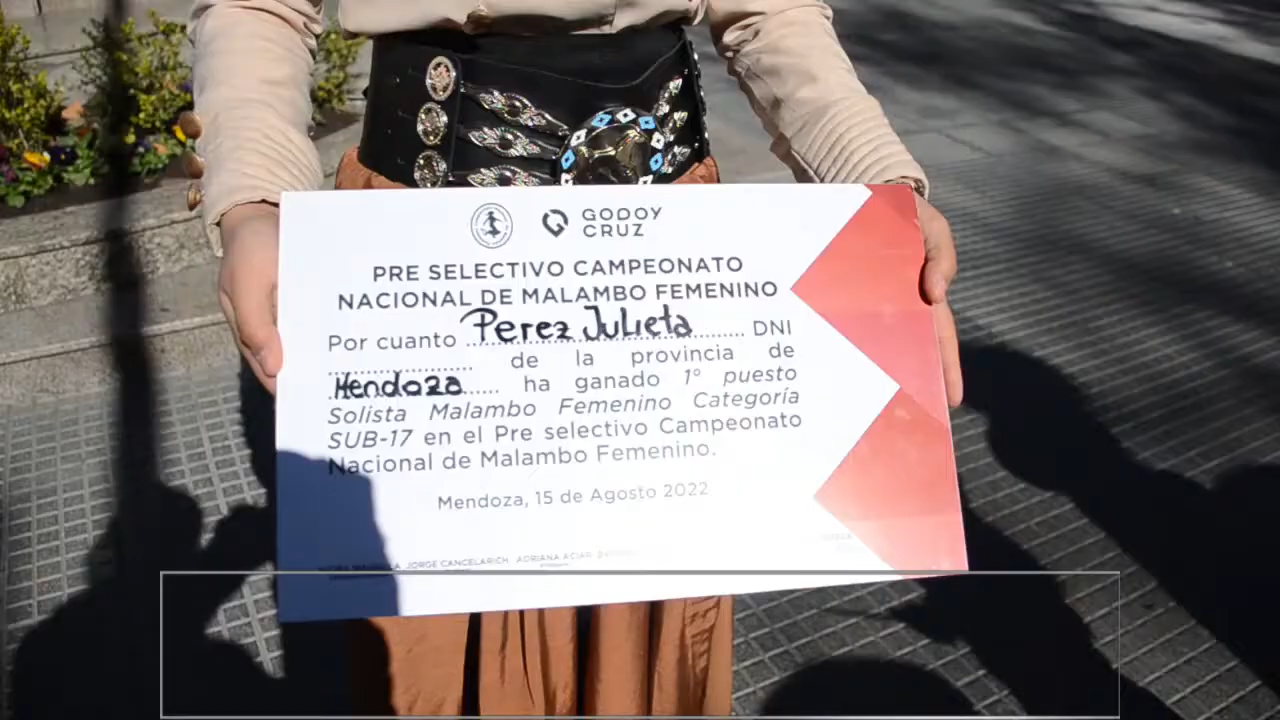 GODOY
CRUZ
PRE SELECTIVO CAMPEONATO
NACIONAL DE MALAMBO FEMENINO
Por cuanto ...Perez Julieta... DNI
de la provincia de
Mendoza ha ganado 1° puesto
Solista Malambo Femenino Categoría
SUB-17 en el Pre selectivo Campeonato
Nacional de Malambo Femenino.
Mendoza, 15 de Agosto 2022
JORGE CANCELARICH ADRIANA ACIAR